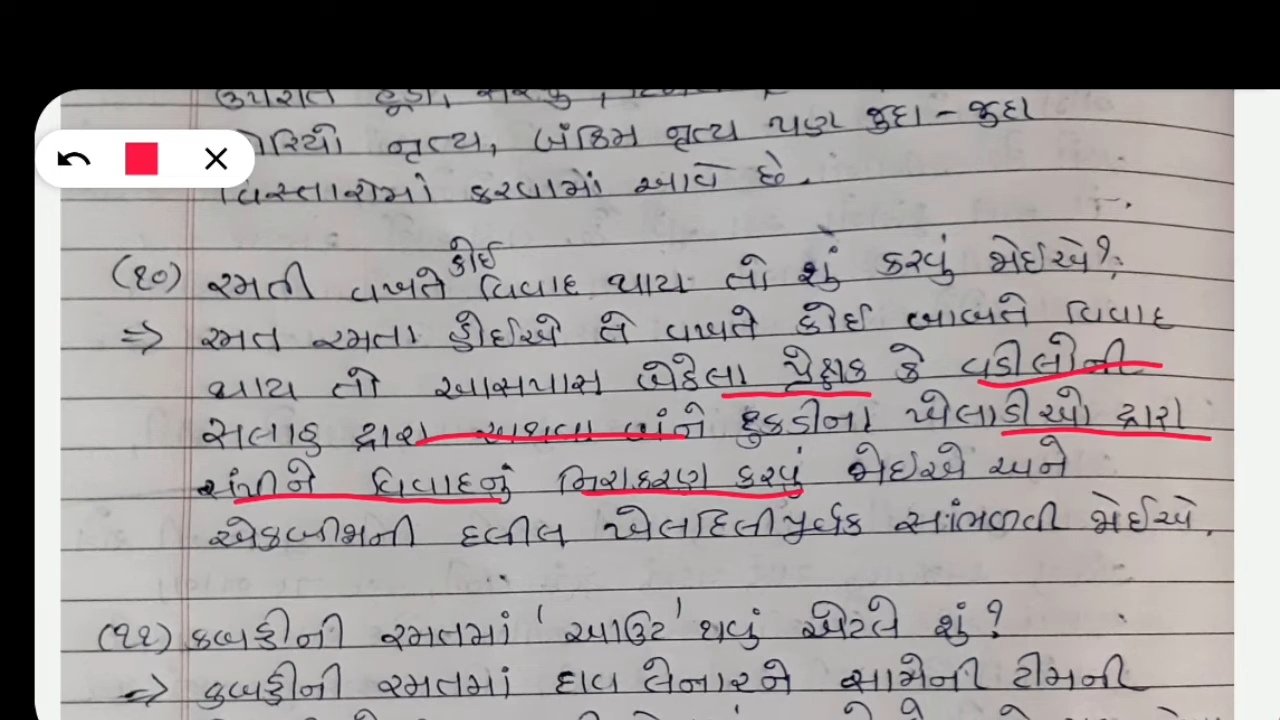 ઉપરાંત હૂડો,
નૃત્ય, બંકિમ નૃત્ય પણ જુદા - જુદા
વિસ્તારોમાં કરવામાં આવે છે.
(૧૦) રમતી વખતે કોઈ વિવાદ થાય તો શું કરવું જોઈએ?
⇒ રમત રમતા હોઈએ તે વખતે કોઈ બાબતે વિવાદ
થાય તો આસપાસ બેઠેલા પ્રેક્ષક કે વડીલોની
સલાહ દ્વારા અથવા બંને ટુકડીના ખેલાડીઓ દ્વારા
મળીને વિવાદનું નિરાકરણ કરવું જોઈએ અને
એકબીજાની દલીલ ખેલદિલીપૂર્વક સાંભળવી જોઈએ.
(૧૧) કબડ્ડીની રમતમાં 'આઉટ' થવું એટલે શું?
⇒ કબડ્ડીની રમતમાં દાવ લેનારને સામેની ટીમની